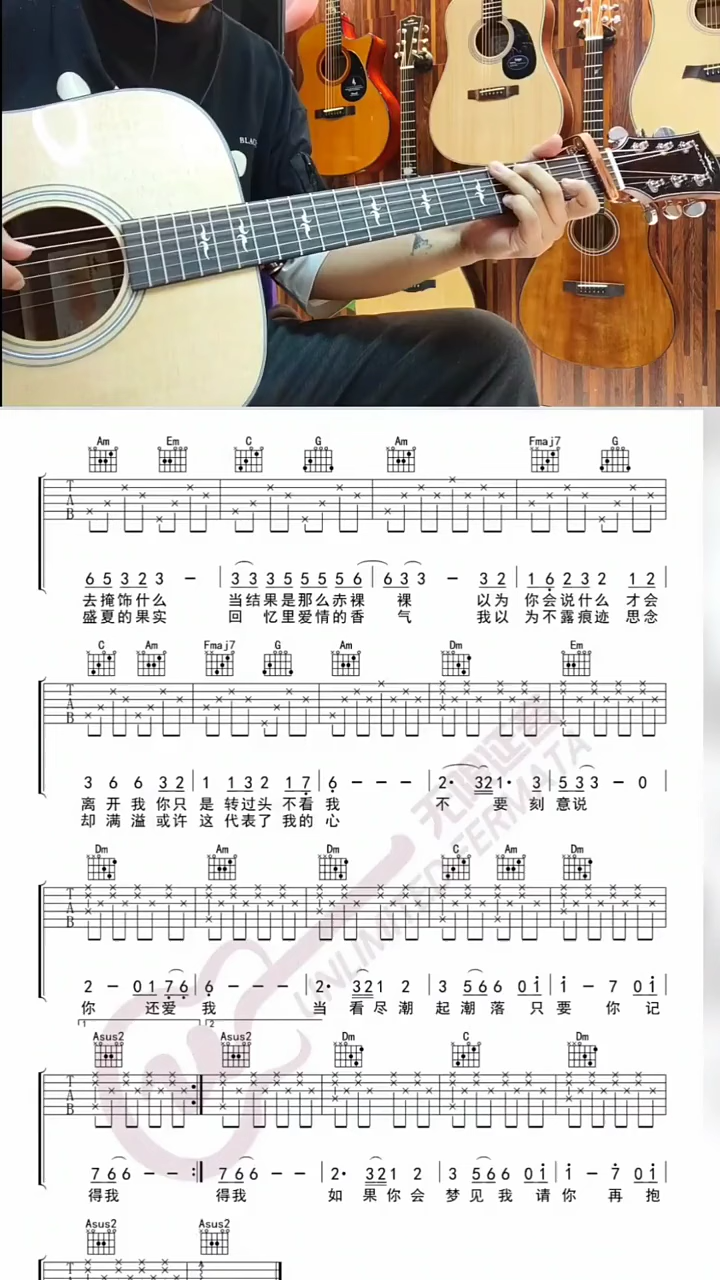 BLAC
Am Em C G Am Fmaj7 G
T A B
6 5 3 2 3 － | 3 3 3 5 5 5 5 6 | 6 3 3 － 3 2 | 1 6 2 3 2 1 2 |
去掩饰什么 当结果是那么赤裸 裸 以为 你会说什么 才会
盛夏的果实 回 忆里爱情的香 气 我以 为不露痕迹 思念
C Am Fmaj7 G Am Dm Em
T A B
3 6 6 3 2 | 1 1 3 2 1 7 | 6 － － － | 2· 3 2 1· 3 | 5 3 3 － 0 |
离 开 我 你只 是 转过头 不看 我 不 要 刻 意说
却 满 溢 或许 这 代表了 我的 心
Dm Am Dm C Am Dm
T A B
2 － 0 1 7 6 | 6 － － － | 2· 3 2 1 2 | 3 5 6 6 0 i | i － 7 0 i |
你 还爱 我 当 看 尽 潮 起 潮 落 只 要 你 记
1 2
Asus2 Asus2 Dm C Dm
T A B
7 6 6 － － :| 7 6 6 － － | 2· 3 2 1 2 | 3 5 6 6 0 i | i － 7 0 i |
得我 得我 如 果 你 会 梦 见 我 请 你 再 抱
Asus2 Asus2
T
UNLIMITED FERMATA